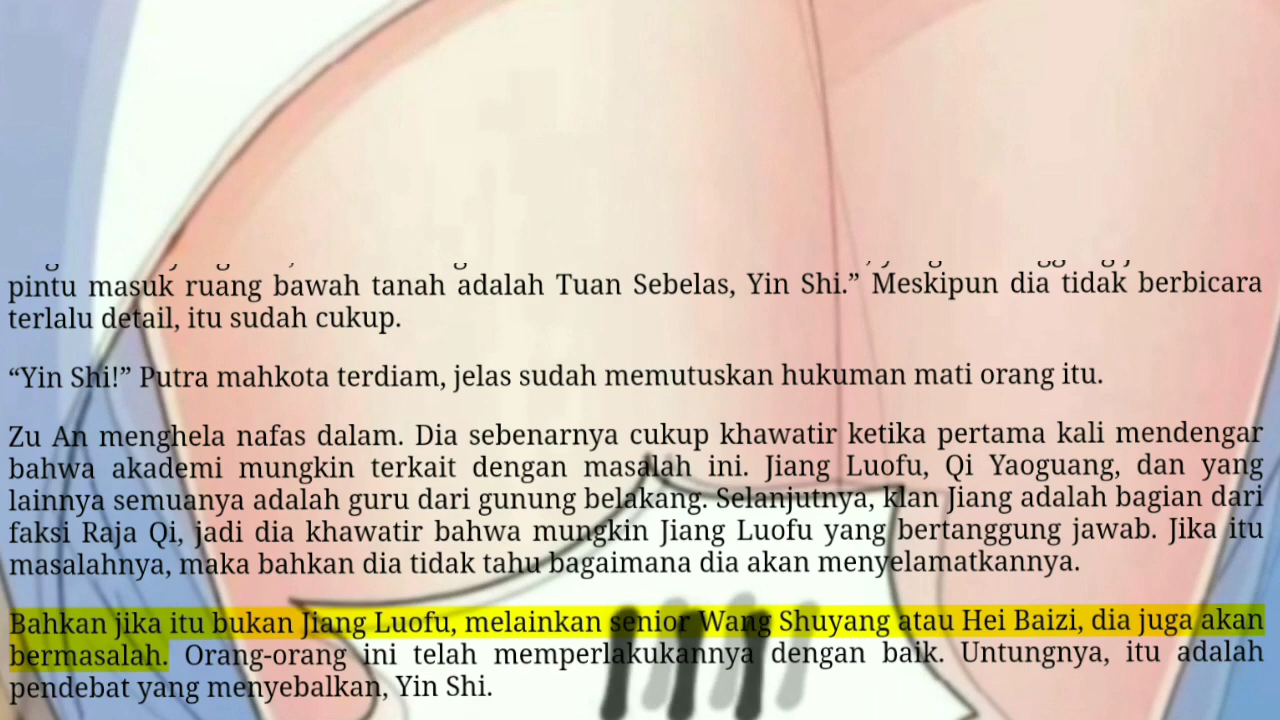 pintu masuk ruang bawah tanah adalah Tuan Sebelas, Yin Shi.” Meskipun dia tidak berbicara
terlalu detail, itu sudah cukup.
“Yin Shi!” Putra mahkota terdiam, jelas sudah memutuskan hukuman mati orang itu.
Zu An menghela nafas dalam. Dia sebenarnya cukup khawatir ketika pertama kali mendengar
bahwa akademi mungkin terkait dengan masalah ini. Jiang Luofu, Qi Yaoguang, dan yang
lainnya semuanya adalah guru dari gunung belakang. Selanjutnya, klan Jiang adalah bagian dari
faksi Raja Qi, jadi dia khawatir bahwa mungkin Jiang Luofu yang bertanggung jawab. Jika itu
masalahnya, maka bahkan dia tidak tahu bagaimana dia akan menyelamatkannya.
Bahkan jika itu bukan Jiang Luofu, melainkan senior Wang Shuyang atau Hei Baizi, dia juga akan
bermasalah. Orang-orang ini telah memperlakukannya dengan baik. Untungnya, itu adalah
pendebat yang menyebalkan, Yin Shi.